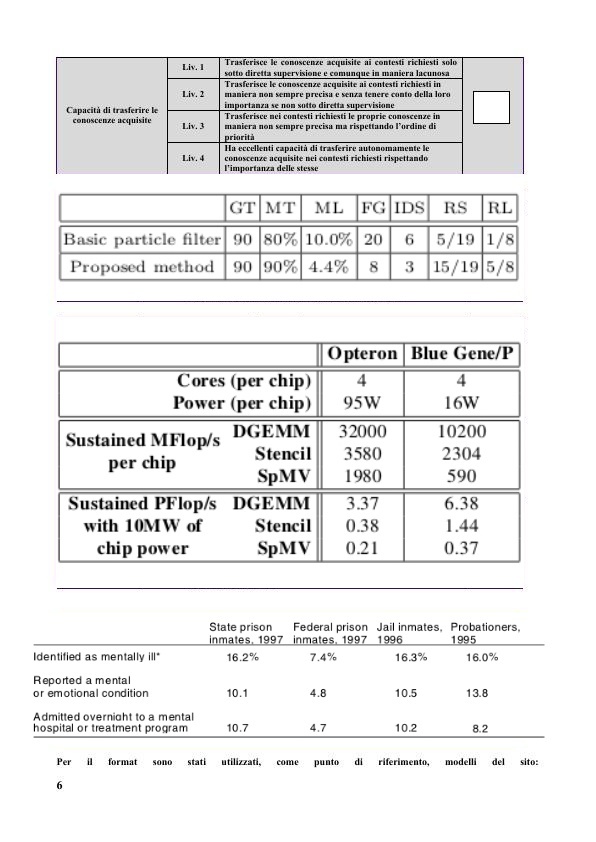 Capacità di trasferire le
conoscenze acquisite
Liv. 1
Trasferisce le conoscenze acquisite ai contesti richiesti solo
sotto diretta supervisione e comunque in maniera lacunosa
Liv. 2
Trasferisce le conoscenze acquisite ai contesti richiesti in
maniera non sempre precisa e senza tenere conto della loro
importanza se non sotto diretta supervisione
Liv. 3
Trasferisce nei contesti richiesti le proprie conoscenze in
maniera non sempre precisa ma rispettando l'ordine di
priorità
Liv. 4
Ha eccellenti capacità di trasferire autonomamente le
conoscenze acquisite nei contesti richiesti rispettando
l'importanza delle stesse
GT MT ML FG IDS RS RL
Basic particle filter 90 80% 10.0% 20 6 5/19 1/8
Proposed method 90 90% 4.4% 8 3 15/19 5/8
Opteron Blue Gene/P
Cores (per chip) 4 4
Power (per chip) 95W 16W
Sustained MFlop/s
per chip
DGEMM 32000 10200
Stencil 3580 2304
SpMV 1980 590
Sustained PFlop/s
with 10MW of
chip power
DGEMM 3.37 6.38
Stencil 0.38 1.44
SpMV 0.21 0.37
State prison Federal prison Jail inmates, Probationers,
inmates, 1997 inmates, 1997 1996 1995
Identified as mentally ill* 16.2% 7.4% 16.3% 16.0%
Reported a mental
or emotional condition 10.1 4.8 10.5 13.8
Admitted overnight to a mental
hospital or treatment program 10.7 4.7 10.2 8.2
Per il format sono stati utilizzati, come punto di riferimento, modelli del sito:
6